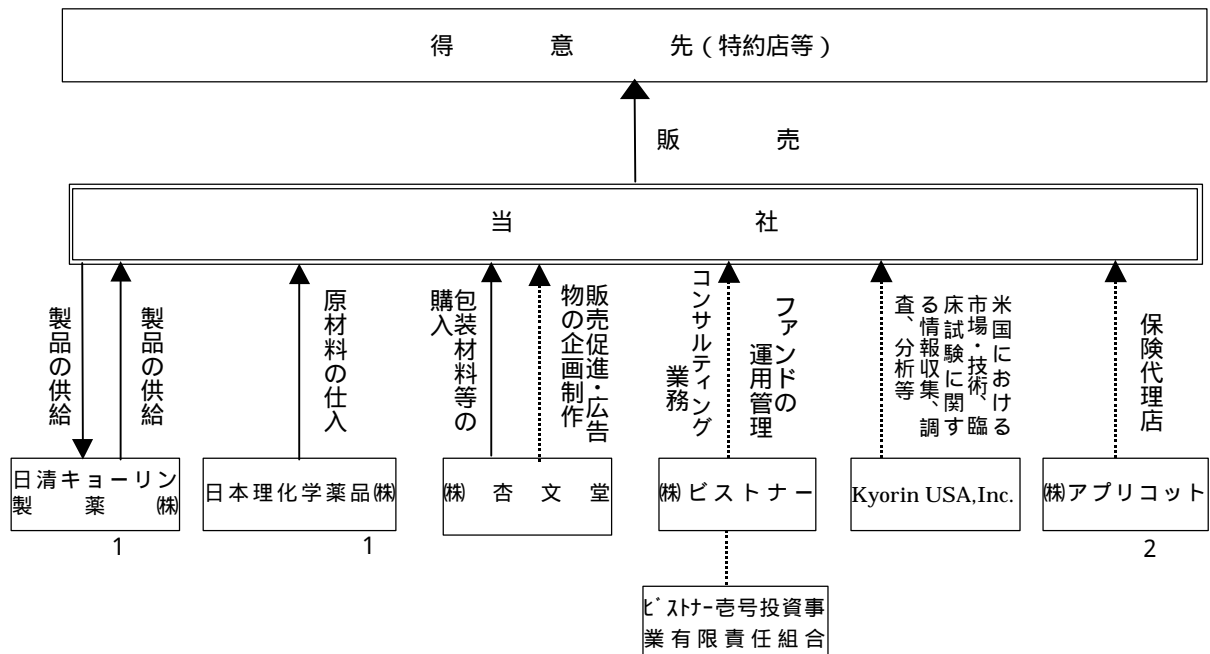 得意先(特約店等)
販売
当社
製品の供給
製品の供給
原材料の仕入
包装材料等の
購入
販売促進・広告
物の企画制作
コンサルティング
業務
ファンドの
運用管理
米国における
市場・技術、臨
床試験に関す
る情報収集、調
査、分析等
保険代理店
日清キョーリン
製薬㈱
日本理化学薬品㈱
㈱杏文堂
㈱ビストナー
Kyorin USA,Inc.
㈱アプリコット
1
1
2
ビストナー壱号投資事
業有限責任組合